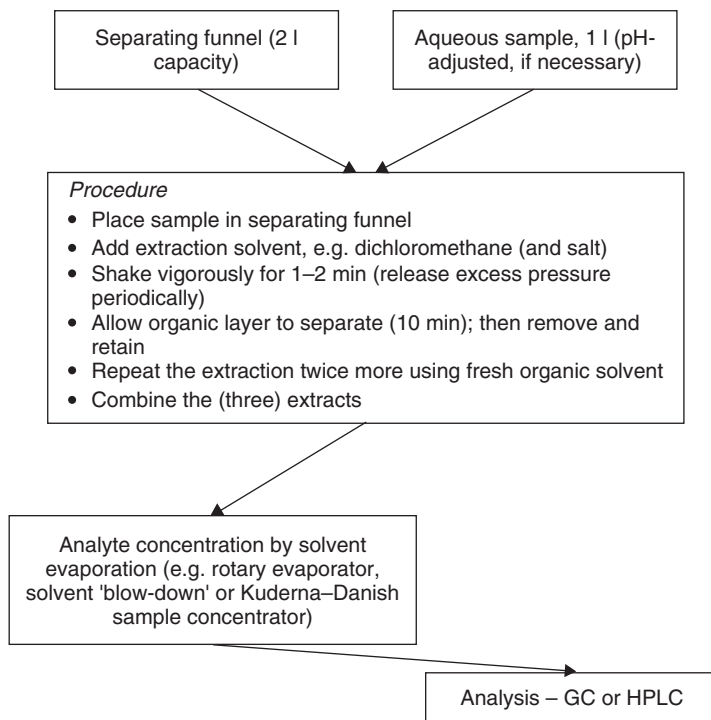 Separating funnel (2 l
capacity)
Aqueous sample, 1 l (pH-
adjusted, if necessary)
Procedure
• Place sample in separating funnel
• Add extraction solvent, e.g. dichloromethane (and salt)
• Shake vigorously for 1–2 min (release excess pressure
periodically)
• Allow organic layer to separate (10 min); then remove and
retain
• Repeat the extraction twice more using fresh organic solvent
• Combine the (three) extracts
Analyte concentration by solvent
evaporation (e.g. rotary evaporator,
solvent 'blow-down' or Kuderna–Danish
sample concentrator)
Analysis – GC or HPLC